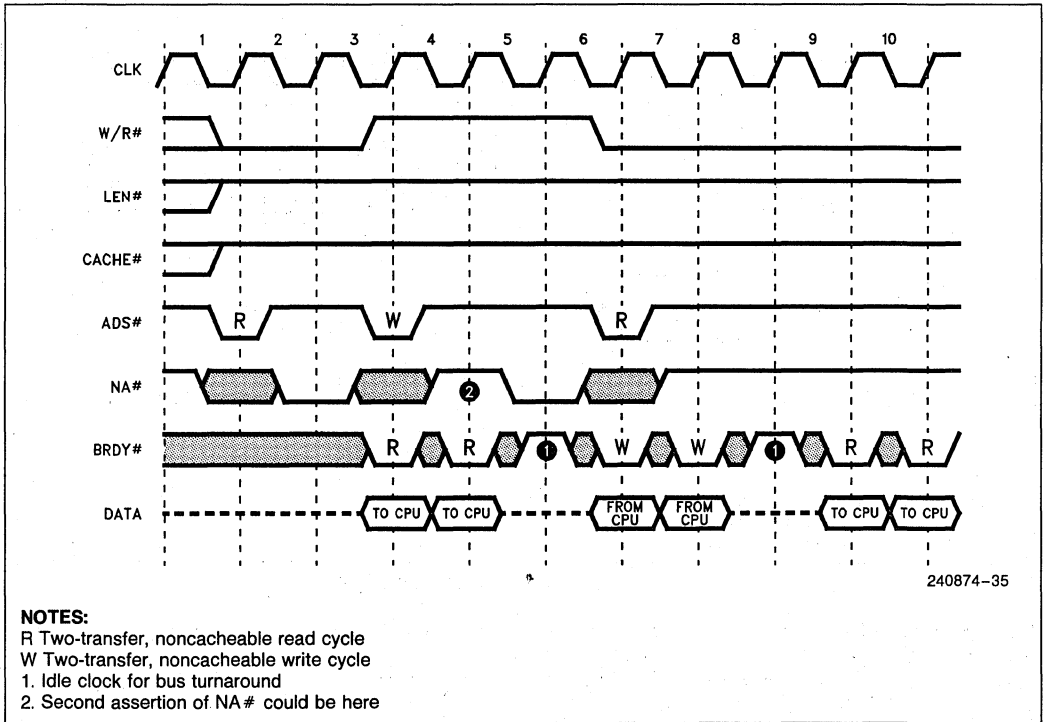 1 2 3 4 5 6 7 8 9 10
CLK
W/R#
LEN#
CACHE#
ADS# R W R
NA# 2
BRDY# R R 1 W W 1 R R
DATA TO CPU TO CPU FROM CPU FROM CPU TO CPU TO CPU
240874-35
NOTES:
R Two-transfer, noncacheable read cycle
W Two-transfer, noncacheable write cycle
1. Idle clock for bus turnaround
2. Second assertion of NA# could be here